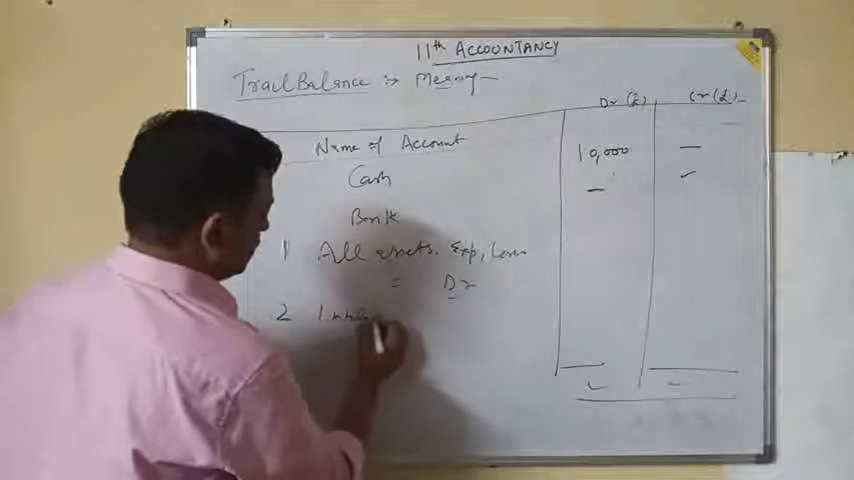 11th ACCOUNTANCY
Trail Balance :→ Meaning
Dr (₹) Cr (₹)
Name of Account
10,000 —
Cash
— ✓
Bank
1 All assets. Exp, Loses
= Dr
2